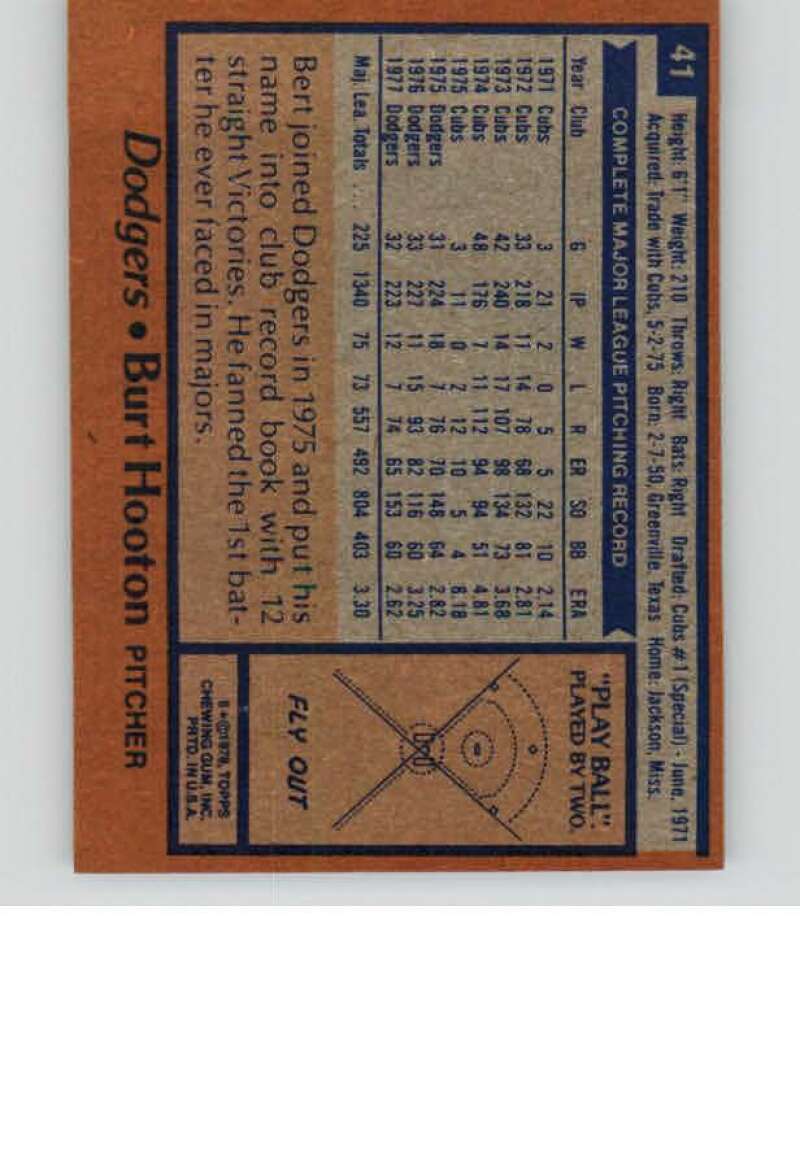 41
Height: 6'1" Weight: 210 Throws: Right Bats: Right Drafted: Cubs #1 (Special) - June, 1971
Acquired: Trade with Cubs, 5-2-75 Born: 2-7-50, Greenville, Texas Home: Jackson, Miss.
COMPLETE MAJOR LEAGUE PITCHING RECORD
Year Club G IP W L R ER SO BB ERA
1971 Cubs 3 21 2 0 5 5 22 10 2.14
1972 Cubs 33 218 11 14 78 68 132 81 2.81
1973 Cubs 42 240 14 17 107 98 134 73 3.68
1974 Cubs 48 176 7 11 112 94 94 51 4.81
1975 Cubs 3 11 0 2 12 10 5 4 8.18
1975 Dodgers 31 224 18 7 76 70 148 64 2.82
1976 Dodgers 33 227 11 15 93 82 116 60 3.25
1977 Dodgers 32 223 12 7 74 65 153 60 2.62
Maj. Lea. Totals ... 225 1340 75 73 557 492 804 403 3.30
Bert joined Dodgers in 1975 and put his
name into club record book with 12
straight Victories. He fanned the 1st bat-
ter he ever faced in majors.
"PLAY BALL".
PLAYED BY TWO.
FLY OUT
©1978, TOPPS
CHEWING GUM, INC.
PRTD. IN U.S.A.
Dodgers • Burt Hooton PITCHER